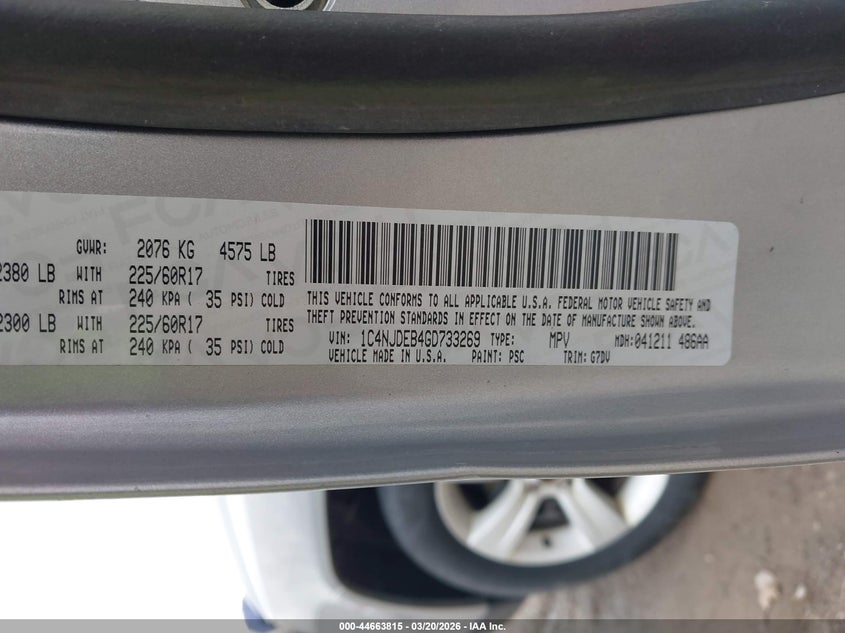 GVWR: 2076 KG 4575 LB
2380 LB WITH 225/60R17 TIRES
RIMS AT 240 KPA ( 35 PSI) COLD
2300 LB WITH 225/60R17 TIRES
RIMS AT 240 KPA ( 35 PSI) COLD
THIS VEHICLE CONFORMS TO ALL APPLICABLE U.S.A. FEDERAL MOTOR VEHICLE SAFETY AND
THEFT PREVENTION STANDARDS IN EFFECT ON THE DATE OF MANUFACTURE SHOWN ABOVE.
VIN: 1C4NJDEB4GD733269 TYPE: MPV MDH:041211 486AA
VEHICLE MADE IN U.S.A. PAINT: PSC TRIM: G7DV
000-44663815 - 03/20/2026 - IAA Inc.